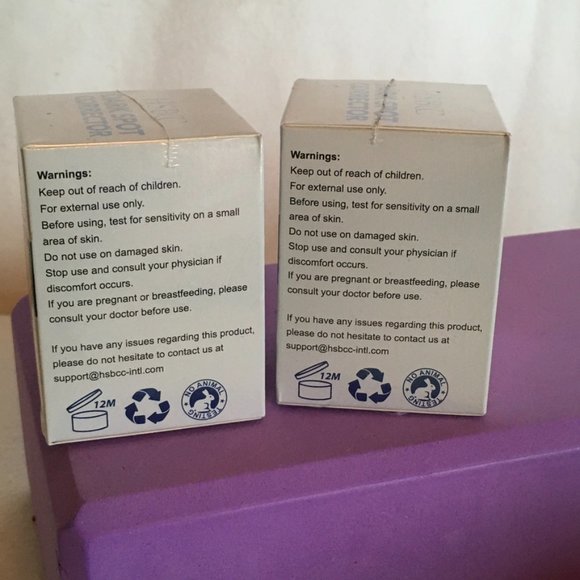 DARK SPOT
CORRECTOR
Warnings:
Keep out of reach of children.
For external use only.
Before using, test for sensitivity on a small
area of skin.
Do not use on damaged skin.
Stop use and consult your physician if
discomfort occurs.
If you are pregnant or breastfeeding, please
consult your doctor before use.
If you have any issues regarding this product,
please do not hesitate to contact us at
support@hsbcc-intl.com
12M
NO ANIMAL
TESTING
DARK SPOT
CORRECTOR
Warnings:
Keep out of reach of children.
For external use only.
Before using, test for sensitivity on a small
area of skin.
Do not use on damaged skin.
Stop use and consult your physician if
discomfort occurs.
If you are pregnant or breastfeeding, please
consult your doctor before use.
If you have any issues regarding this product,
please do not hesitate to contact us at
support@hsbcc-intl.com
12M
NO ANIMAL
TESTING